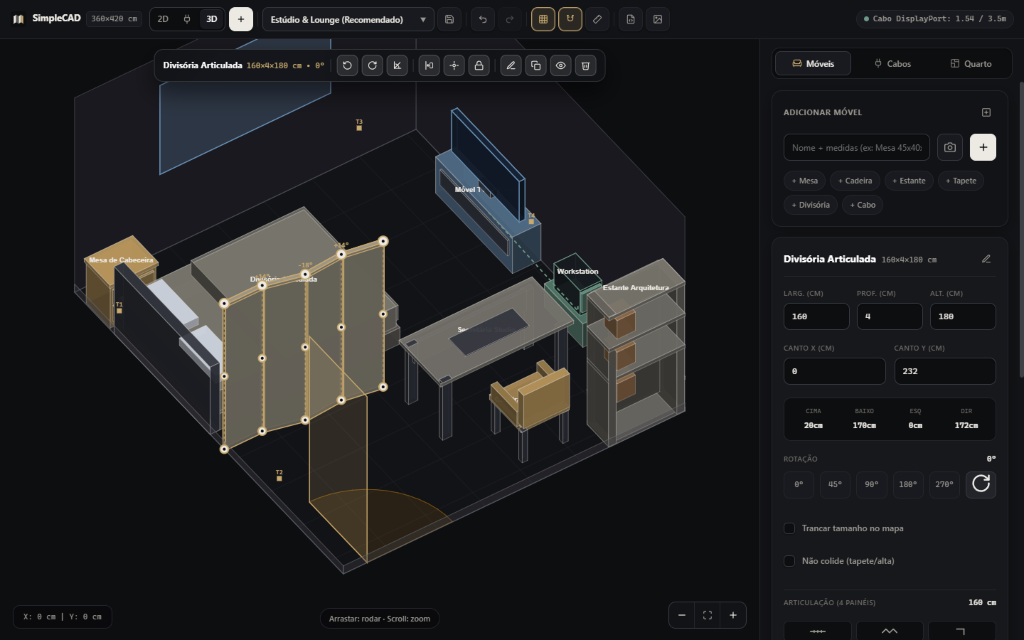 SimpleCAD 360×420 cm 2D 3D + Estúdio & Lounge (Recomendado) Cabo DisplayPort: 1.54 / 3.5m
Divisória Articulada 160×4×180 cm • 0°
Móveis Cabos Quarto
ADICIONAR MÓVEL
Nome + medidas (ex: Mesa 45x40x
+ Mesa + Cadeira + Estante + Tapete
+ Divisória + Cabo
T3
Móvel 1
T4
Mesa de Cabeceira
Workstation
Estante Arquitetura
T1
T2
Divisória Articulada 160×4×180 cm
LARG. (CM) PROF. (CM) ALT. (CM)
160 4 180
CANTO X (CM) CANTO Y (CM)
0 232
CIMA BAIXO ESQ DIR
20cm 170cm 0cm 172cm
ROTAÇÃO 0°
0° 45° 90° 180° 270°
Trancar tamanho no mapa
Não colide (tapete/alta)
ARTICULAÇÃO (4 PAINÉIS) 160 cm
X: 0 cm | Y: 0 cm
Arrastar: rodar · Scroll: zoom